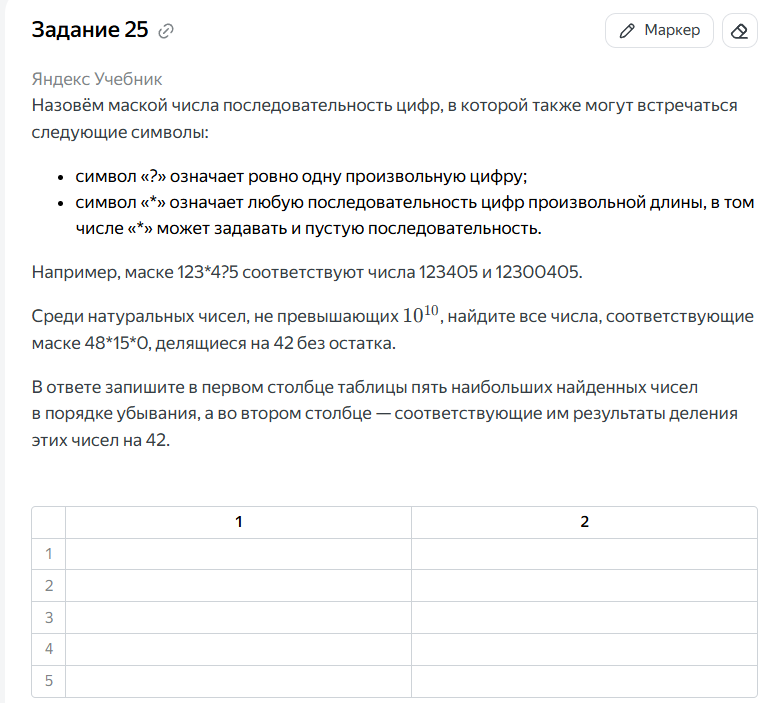 Задание 25
Маркер
Яндекс Учебник
Назовём маской числа последовательность цифр, в которой также могут встречаться
следующие символы:
• символ «?» означает ровно одну произвольную цифру;
• символ «*» означает любую последовательность цифр произвольной длины, в том
числе «*» может задавать и пустую последовательность.
Например, маске 123*4?5 соответствуют числа 123405 и 12300405.
Среди натуральных чисел, не превышающих 10¹⁰, найдите все числа, соответствующие
маске 48*15*0, делящиеся на 42 без остатка.
В ответе запишите в первом столбце таблицы пять наибольших найденных чисел
в порядке убывания, а во втором столбце — соответствующие им результаты деления
этих чисел на 42.
1 2
1
2
3
4
5